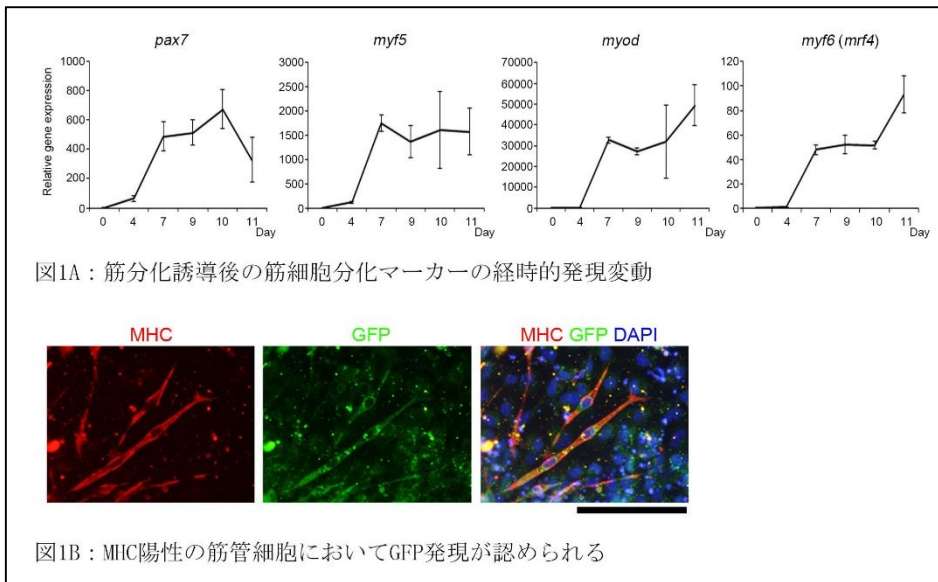 pax7
myf5
myod
myf6 (mrf4)
Relative gene expression
1000
800
600
400
200
0
0 4 7 9 10 11
Day
3000
2500
2000
1500
1000
500
0
0 4 7 9 10 11
Day
70000
60000
50000
40000
30000
20000
10000
0
0 4 7 9 10 11
Day
120
100
80
60
40
20
0
0 4 7 9 10 11
Day
図1A：筋分化誘導後の筋細胞分化マーカーの経時的発現変動
MHC
GFP
MHC GFP DAPI
図1B：MHC陽性の筋管細胞においてGFP発現が認められる